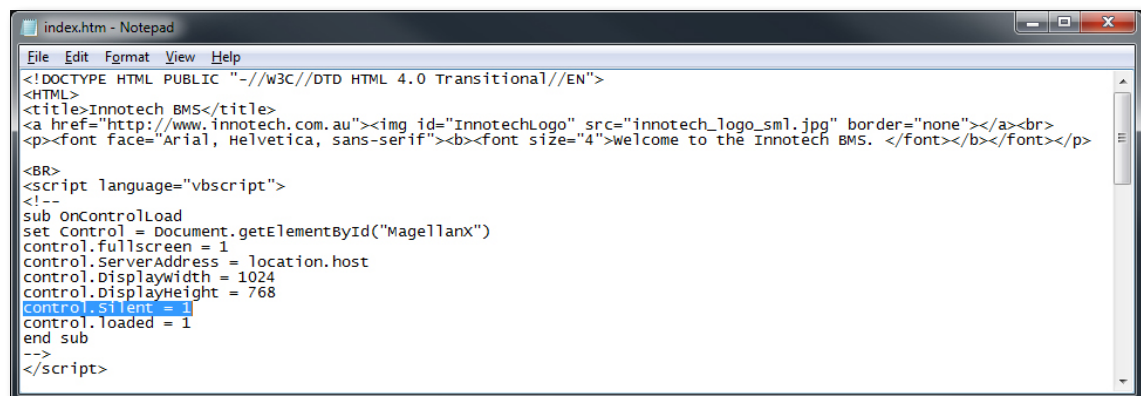 index.htm - Notepad
File Edit Format View Help
<!DOCTYPE HTML PUBLIC "-//W3C//DTD HTML 4.0 Transitional//EN">
<HTML>
<title>Innotech BMS</title>
<a href="http://www.innotech.com.au"><img id="InnotechLogo" src="innotech_logo_sml.jpg" border="none"></a><br>
<p><font face="Arial, Helvetica, sans-serif"><b><font size="4">Welcome to the Innotech BMS. </font></b></font></p>
<BR>
<script language="vbscript">
<!--
sub OnControlLoad
set Control = Document.getElementById("MagellanX")
control.fullscreen = 1
control.ServerAddress = location.host
control.DisplayWidth = 1024
control.DisplayHeight = 768
control.Silent = 1
control.loaded = 1
end sub
-->
</script>